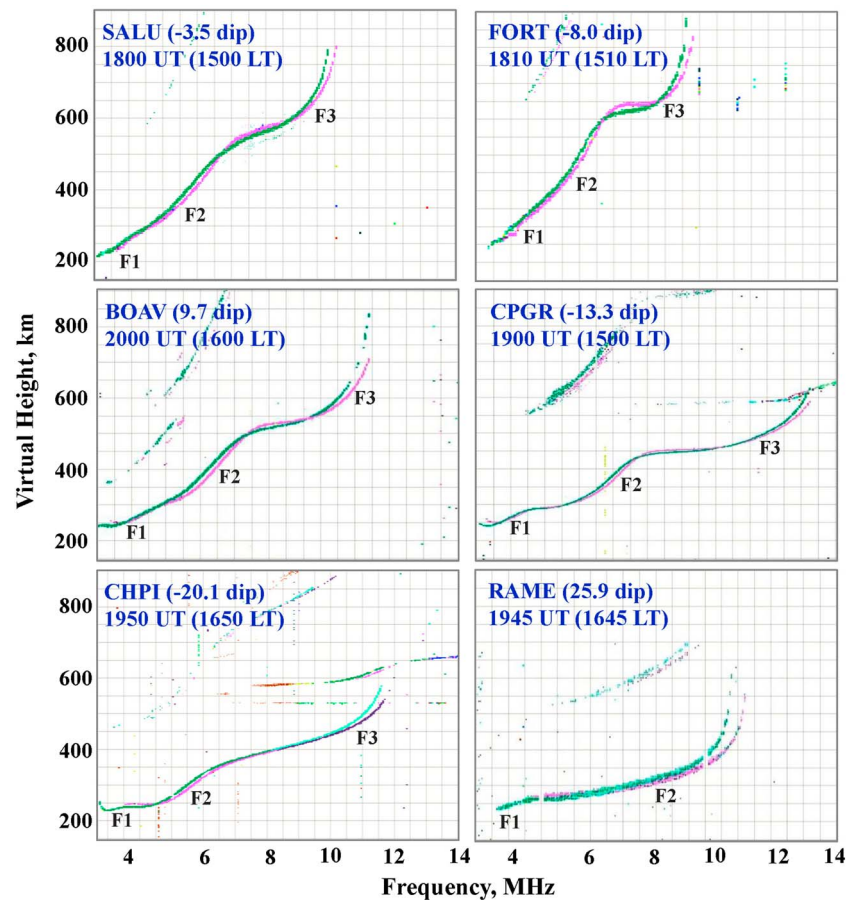 SALU (-3.5 dip)
1800 UT (1500 LT)
F1
F2
F3
FORT (-8.0 dip)
1810 UT (1510 LT)
F1
F2
F3
800
600
400
200
BOAV (9.7 dip)
2000 UT (1600 LT)
F1
F2
F3
CPGR (-13.3 dip)
1900 UT (1500 LT)
F1
F2
F3
800
600
400
200
Virtual Height, km
CHPI (-20.1 dip)
1950 UT (1650 LT)
F1
F2
F3
RAME (25.9 dip)
1945 UT (1645 LT)
F1
F2
800
600
400
200
4 6 8 10 12 14
4 6 8 10 12 14
Frequency, MHz